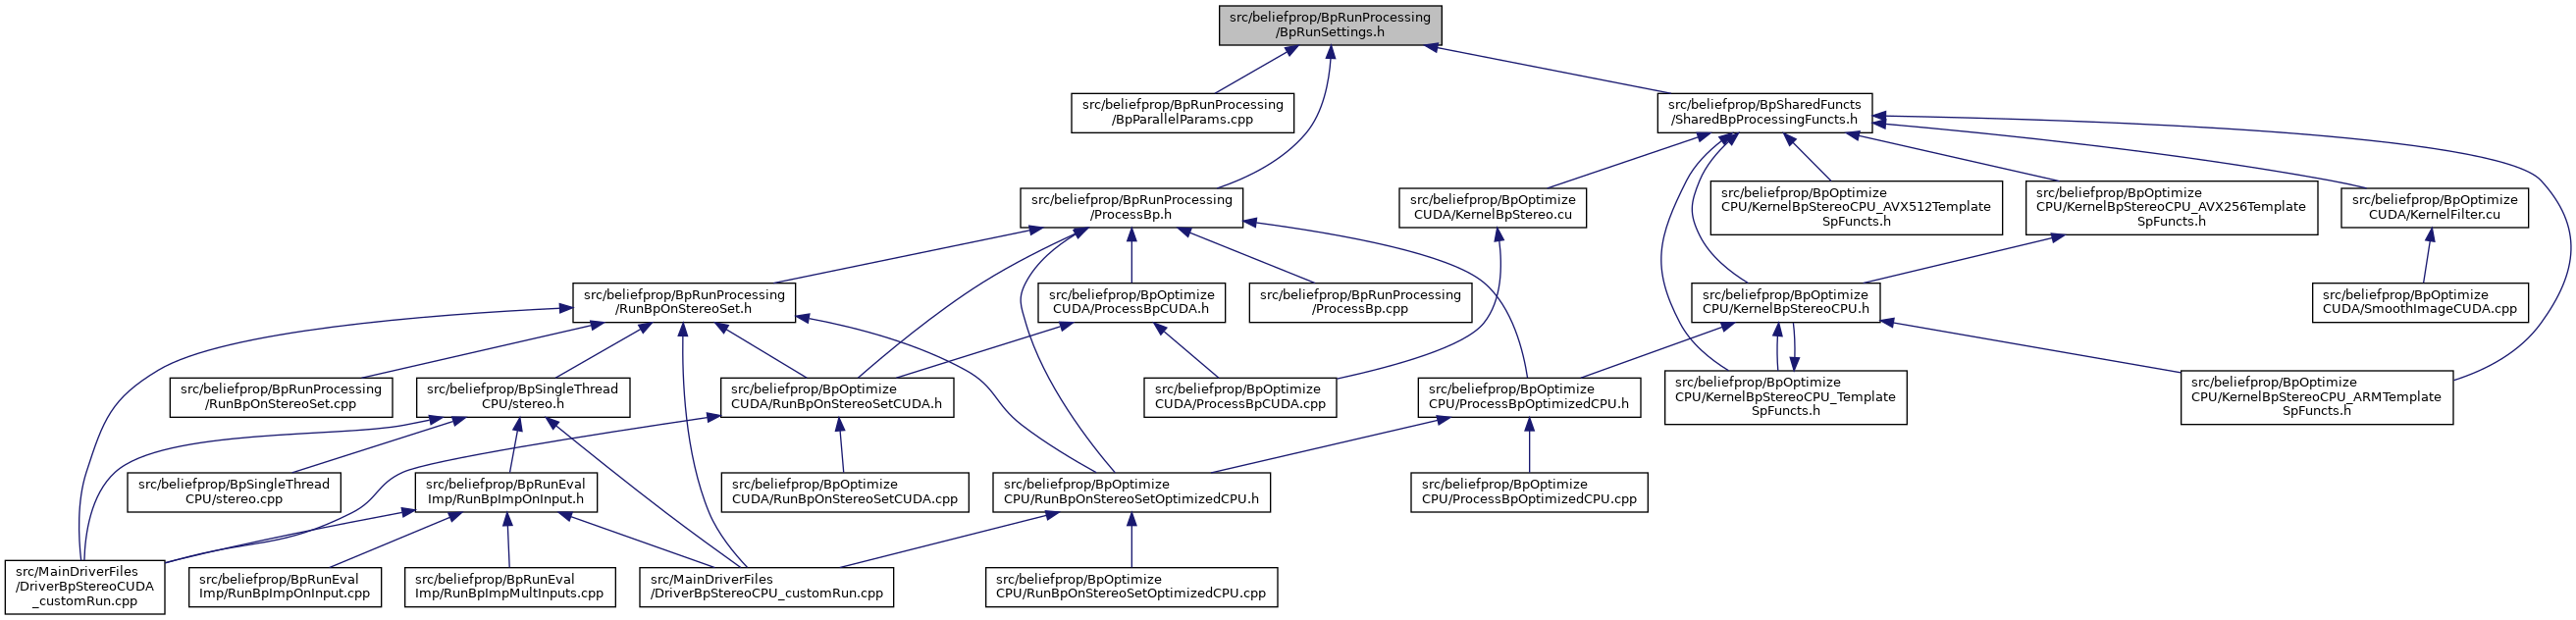 src/beliefprop/BpRunProcessing
/BpRunSettings.h
src/beliefprop/BpRunProcessing
/BpParallelParams.cpp
src/beliefprop/BpSharedFuncts
/SharedBpProcessingFuncts.h
src/beliefprop/BpRunProcessing
/ProcessBp.h
src/beliefprop/BpOptimize
CUDA/KernelBpStereo.cu
src/beliefprop/BpOptimize
CPU/KernelBpStereoCPU_AVX512Template
SpFuncts.h
src/beliefprop/BpOptimize
CPU/KernelBpStereoCPU_AVX256Template
SpFuncts.h
src/beliefprop/BpOptimize
CUDA/KernelFilter.cu
src/beliefprop/BpRunProcessing
/RunBpOnStereoSet.h
src/beliefprop/BpOptimize
CUDA/ProcessBpCUDA.h
src/beliefprop/BpRunProcessing
/ProcessBp.cpp
src/beliefprop/BpOptimize
CPU/KernelBpStereoCPU.h
src/beliefprop/BpOptimize
CUDA/SmoothImageCUDA.cpp
src/beliefprop/BpRunProcessing
/RunBpOnStereoSet.cpp
src/beliefprop/BpSingleThread
CPU/stereo.h
src/beliefprop/BpOptimize
CUDA/RunBpOnStereoSetCUDA.h
src/beliefprop/BpOptimize
CUDA/ProcessBpCUDA.cpp
src/beliefprop/BpOptimize
CPU/ProcessBpOptimizedCPU.h
src/beliefprop/BpOptimize
CPU/KernelBpStereoCPU_Template
SpFuncts.h
src/beliefprop/BpOptimize
CPU/KernelBpStereoCPU_ARMTemplate
SpFuncts.h
src/beliefprop/BpSingleThread
CPU/stereo.cpp
src/beliefprop/BpRunEval
Imp/RunBpImpOnInput.h
src/beliefprop/BpOptimize
CUDA/RunBpOnStereoSetCUDA.cpp
src/beliefprop/BpOptimize
CPU/RunBpOnStereoSetOptimizedCPU.h
src/beliefprop/BpOptimize
CPU/ProcessBpOptimizedCPU.cpp
src/MainDriverFiles
/DriverBpStereoCUDA
_customRun.cpp
src/beliefprop/BpRunEval
Imp/RunBpImpOnInput.cpp
src/beliefprop/BpRunEval
Imp/RunBpImpMultInputs.cpp
src/MainDriverFiles
/DriverBpStereoCPU_customRun.cpp
src/beliefprop/BpOptimize
CPU/RunBpOnStereoSetOptimizedCPU.cpp